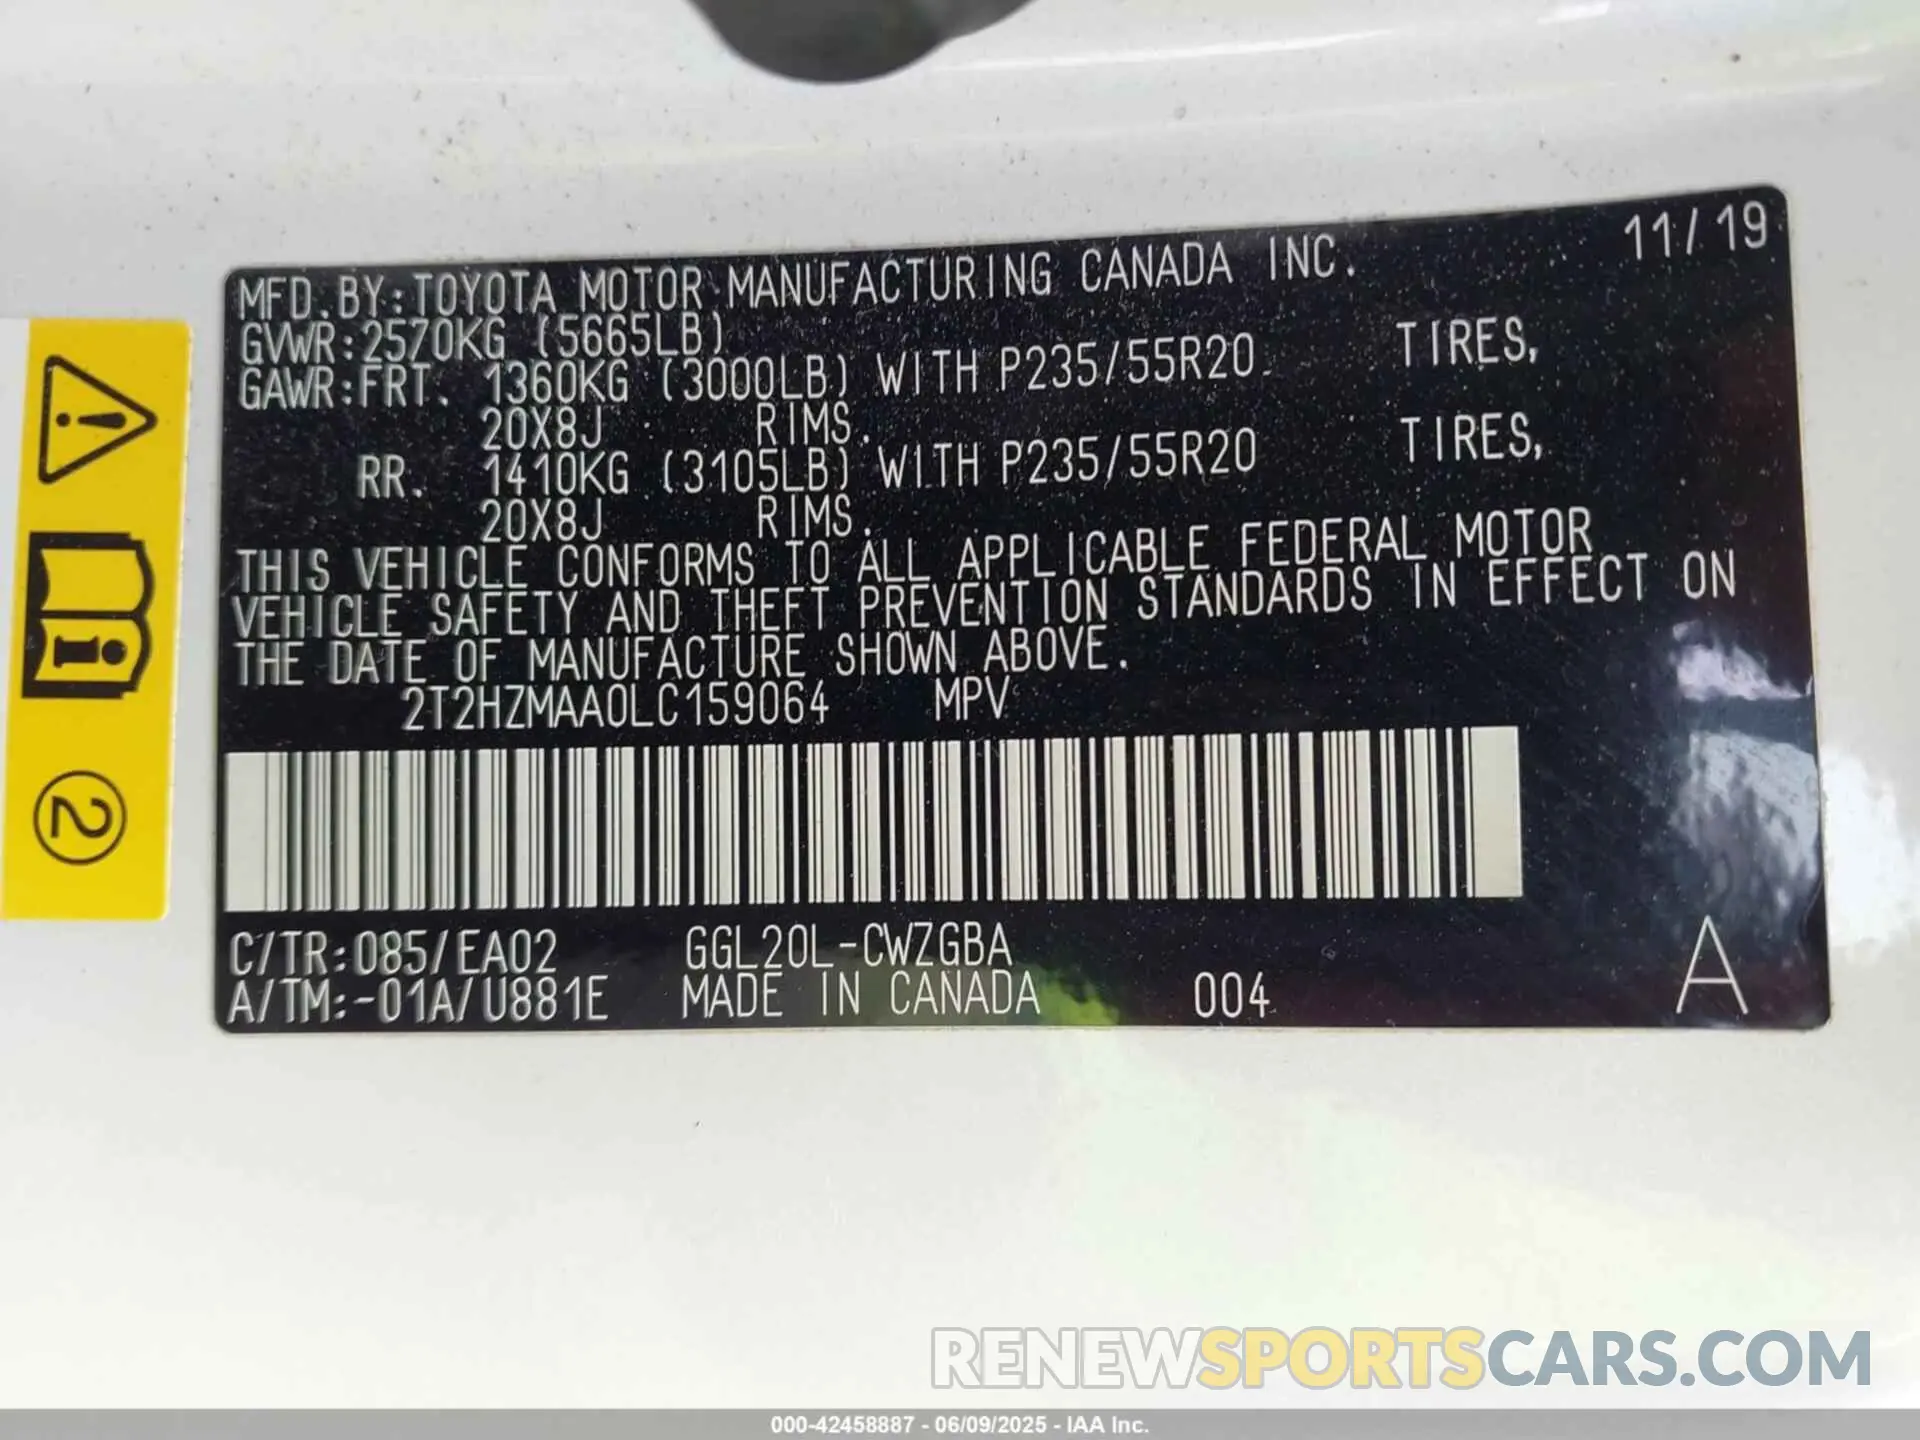 11/19
MFD. BY: TOYOTA MOTOR MANUFACTURING CANADA INC.
GVWR: 2570KG (5665LB)
GAWR: FRT. 1360KG (3000LB) WITH P235/55R20 TIRES,
20X8J RIMS.
RR. 1410KG (3105LB) WITH P235/55R20 TIRES,
20X8J RIMS.
THIS VEHICLE CONFORMS TO ALL APPLICABLE FEDERAL MOTOR
VEHICLE SAFETY AND THEFT PREVENTION STANDARDS IN EFFECT ON
THE DATE OF MANUFACTURE SHOWN ABOVE.
2T2HZMAA0LC159064 MPV
C/TR: 085/EA02 GGL20L-CWZGBA
A/TM: -01A/U881E MADE IN CANADA 004 A
2
RENEWSPORTSCARS.COM
000-42458887 - 06/09/2025 - IAA Inc.